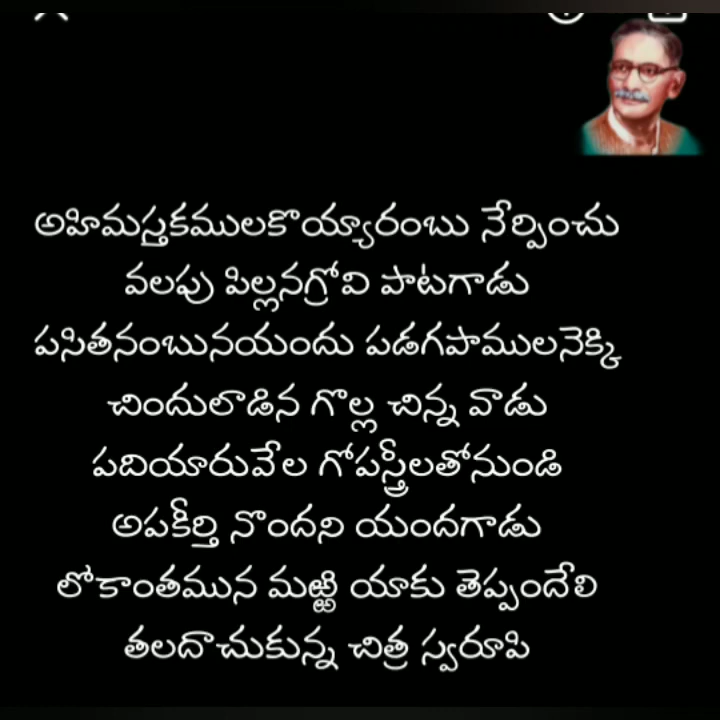 అహిమస్తకములకొయ్యారంబు నేర్పించు
వలపు పిల్లనగ్రోవి పాటగాడు
పసితనంబునయందు పడగపాములనెక్కి
చిందులాడిన గొల్ల చిన్న వాడు
పదియారువేల గోపస్త్రీలతోనుండి
అపకీర్తి నొందని యందగాడు
లోకాంతమున మఱ్ఱి యాకు తెప్పందేలి
తలదాచుకున్న చిత్ర స్వరూపి